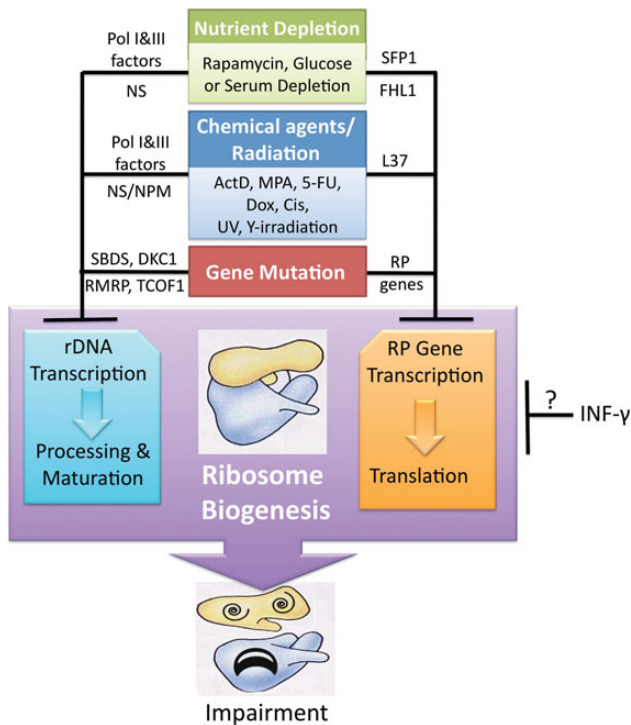 Nutrient Depletion
Pol I&III
factors
NS
Rapamycin, Glucose
or Serum Depletion
SFP1
FHL1
Chemical agents/
Radiation
Pol I&III
factors
NS/NPM
ActD, MPA, 5-FU,
Dox, Cis,
UV, Y-irradiation
L37
SBDS, DKC1
RMRP, TCOF1
Gene Mutation
RP
genes
rDNA
Transcription
Processing &
Maturation
Ribosome
Biogenesis
RP Gene
Transcription
Translation
?
INF-γ
Impairment